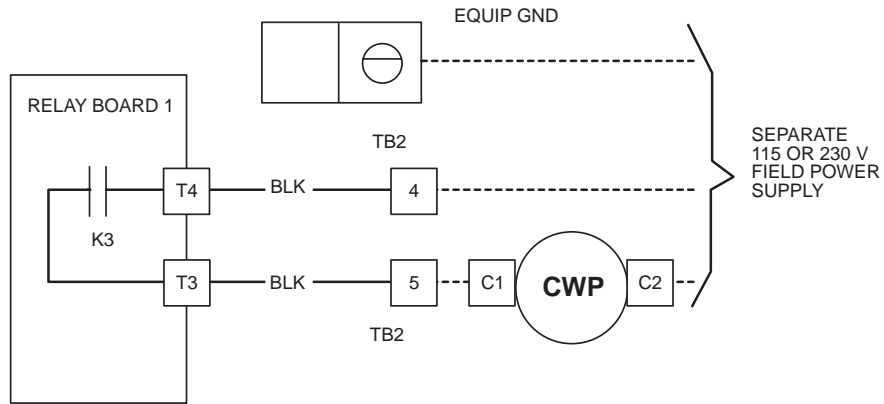 EQUIP GND
RELAY BOARD 1
TB2
SEPARATE
115 OR 230 V
FIELD POWER
SUPPLY
T4
BLK
4
K3
T3
BLK
5
C1
CWP
C2
TB2